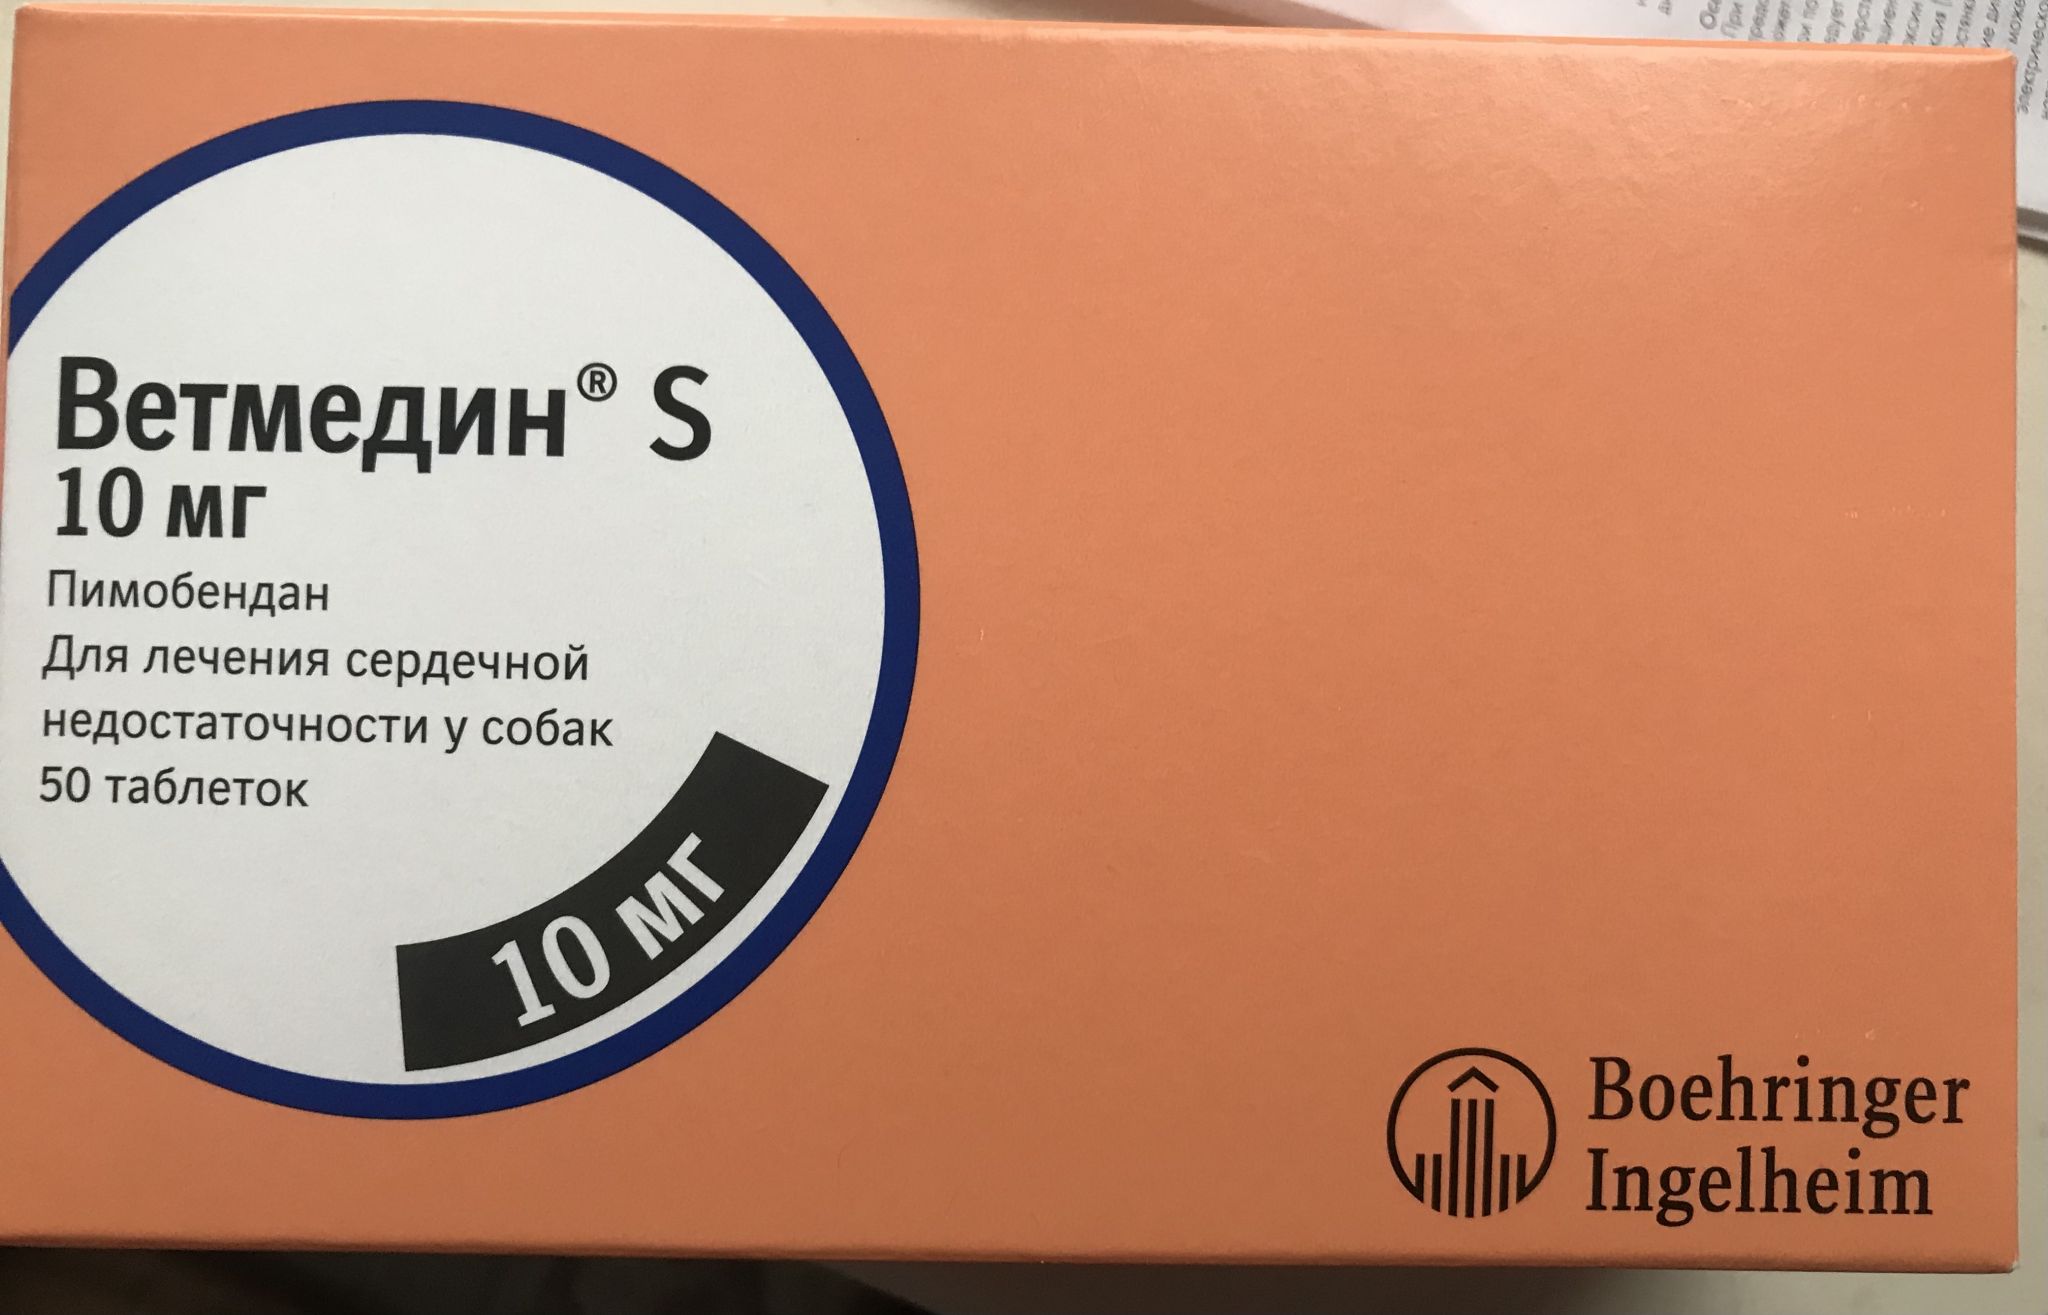 Ветмедин® S
10 мг
Пимобендан
Для лечения сердечной
недостаточности у собак
50 таблеток
10 мг
Boehringer
Ingelheim